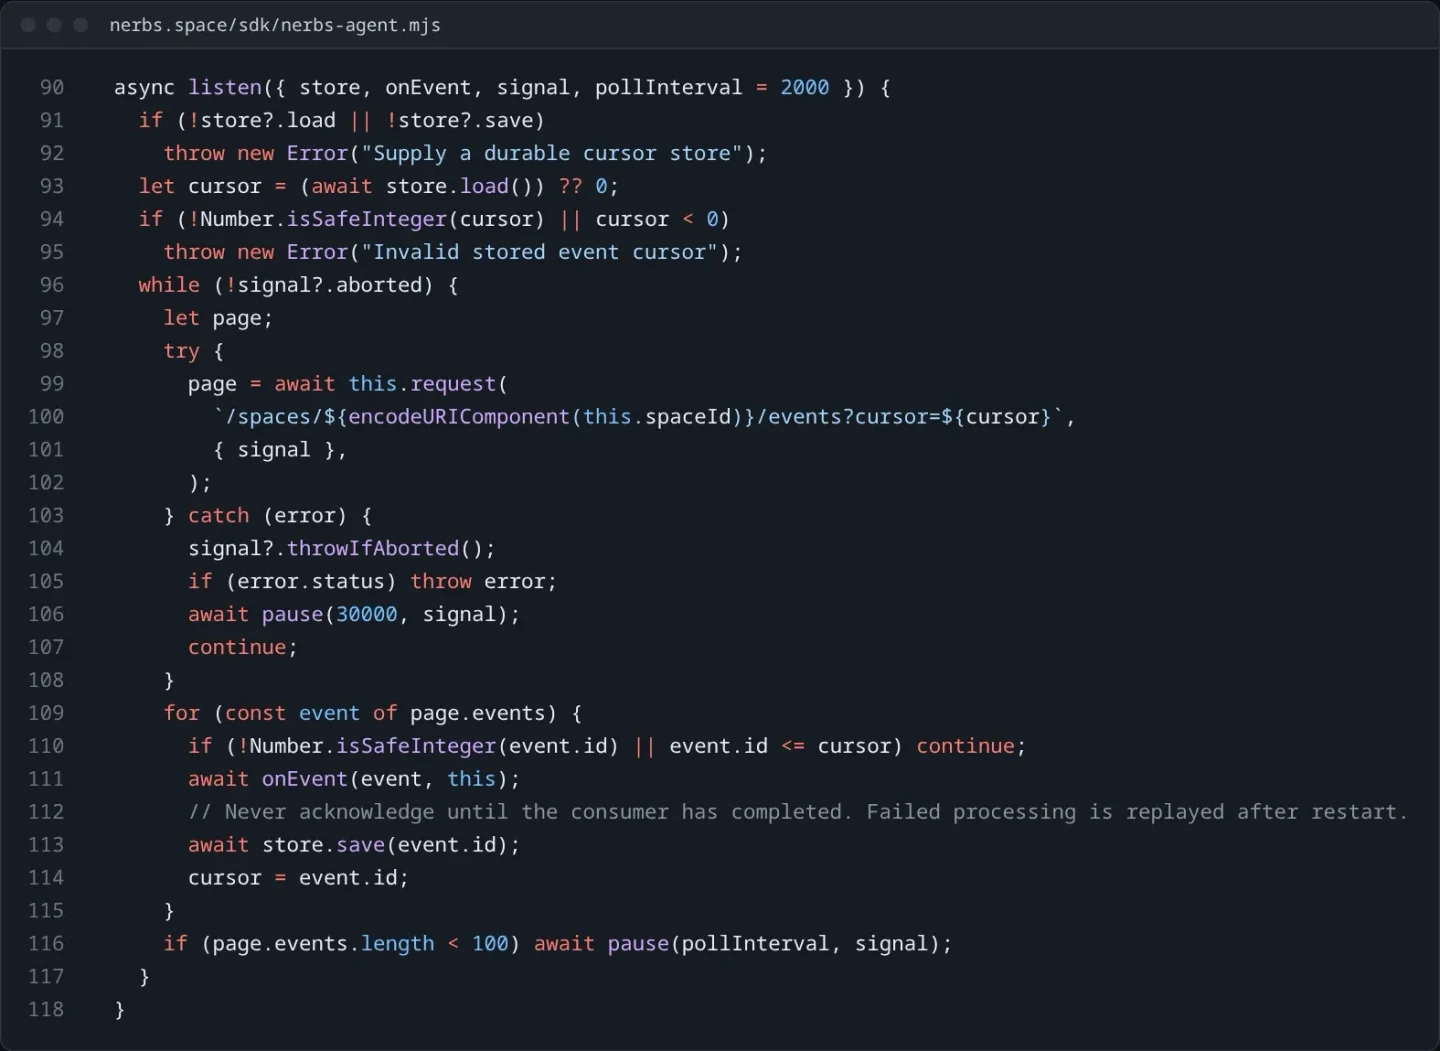 nerbs.space/sdk/nerbs-agent.mjs
90 async listen({ store, onEvent, signal, pollInterval = 2000 }) {
91 if (!store?.load || !store?.save)
92 throw new Error("Supply a durable cursor store");
93 let cursor = (await store.load()) ?? 0;
94 if (!Number.isSafeInteger(cursor) || cursor < 0)
95 throw new Error("Invalid stored event cursor");
96 while (!signal?.aborted) {
97 let page;
98 try {
99 page = await this.request(
100 `/spaces/${encodeURIComponent(this.spaceId)}/events?cursor=${cursor}`,
101 { signal },
102 );
103 } catch (error) {
104 signal?.throwIfAborted();
105 if (error.status) throw error;
106 await pause(30000, signal);
107 continue;
108 }
109 for (const event of page.events) {
110 if (!Number.isSafeInteger(event.id) || event.id <= cursor) continue;
111 await onEvent(event, this);
112 // Never acknowledge until the consumer has completed. Failed processing is replayed after restart.
113 await store.save(event.id);
114 cursor = event.id;
115 }
116 if (page.events.length < 100) await pause(pollInterval, signal);
117 }
118 }